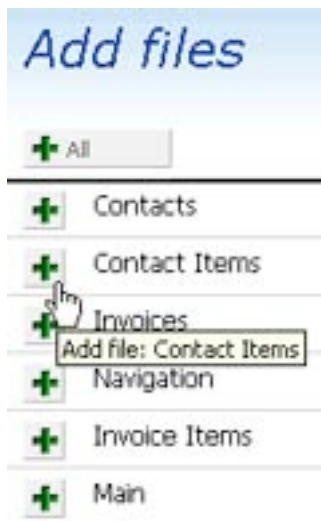 Add files
All
Contacts
Contact Items
Invoices
Add file: Contact Items
Navigation
Invoice Items
Main